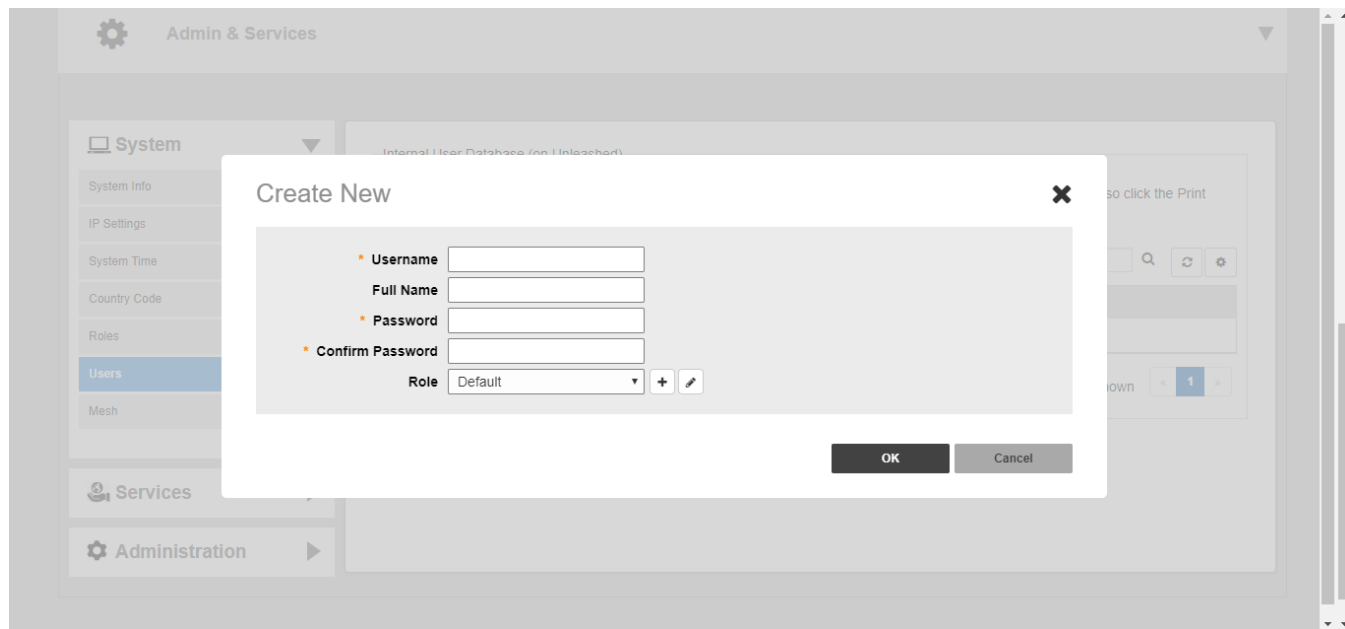 Admin & Services
System
Internal User Database (on Unleashed)
System Info
Create New
so click the Print
IP Settings
* Username
System Time
Full Name
Country Code
* Password
Roles
* Confirm Password
Users
Role Default
own 1
Mesh
OK Cancel
Services
Administration